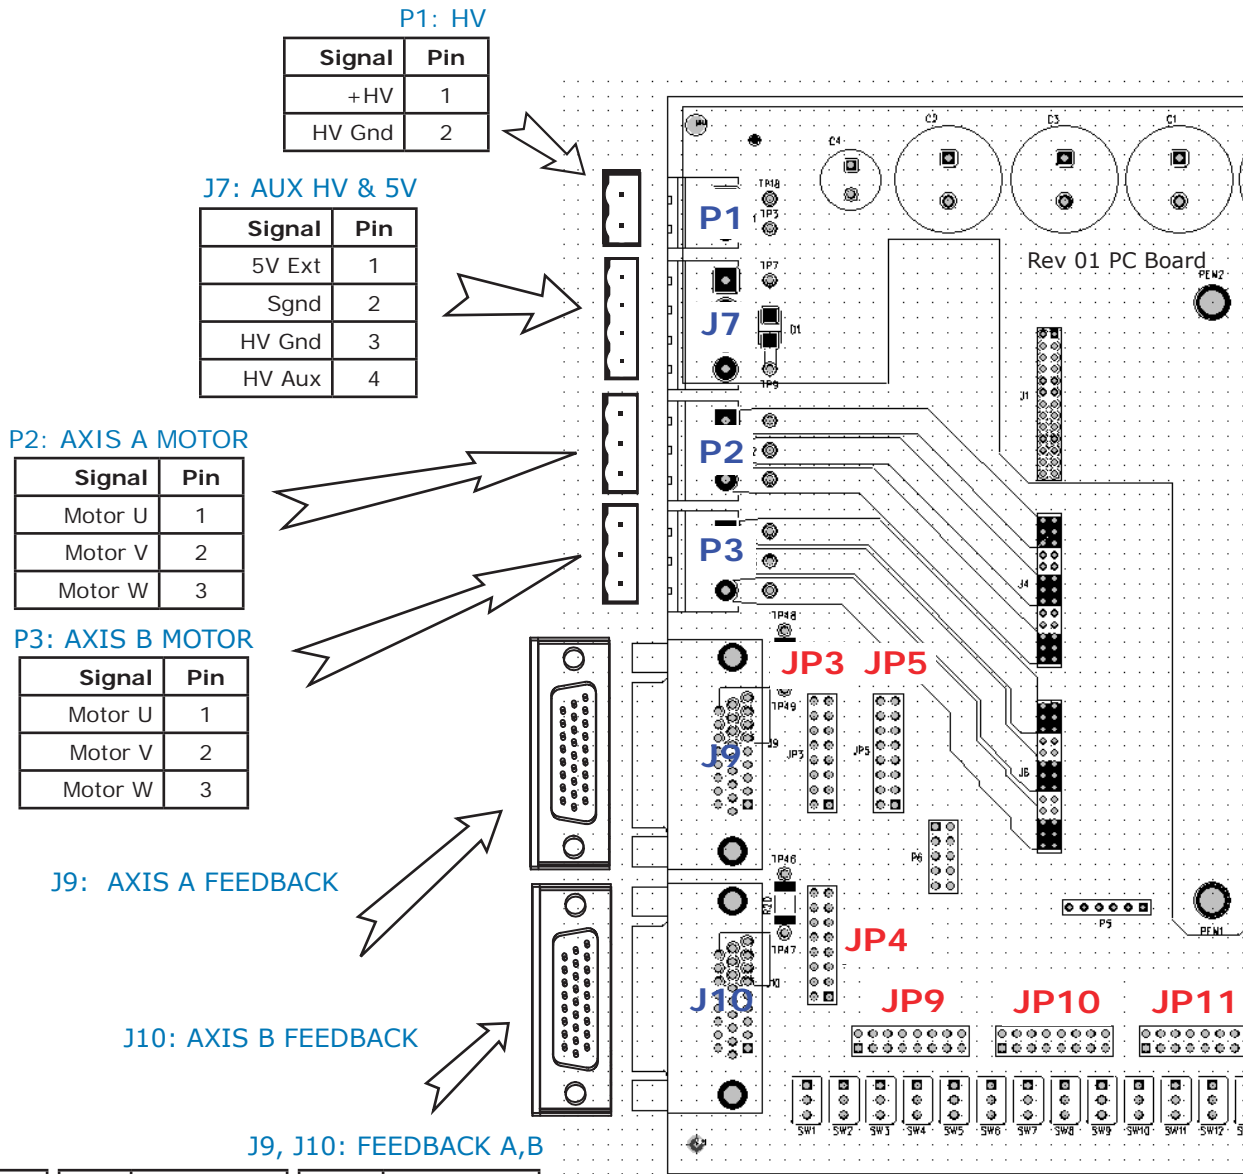 P1: HV
Signal Pin
+HV 1
HV Gnd 2
J7: AUX HV & 5V
Signal Pin
5V Ext 1
Sgnd 2
HV Gnd 3
HV Aux 4
P2: AXIS A MOTOR
Signal Pin
Motor U 1
Motor V 2
Motor W 3
P3: AXIS B MOTOR
Signal Pin
Motor U 1
Motor V 2
Motor W 3
J9: AXIS A FEEDBACK
J10: AXIS B FEEDBACK
J9, J10: FEEDBACK A,B
C4
C2
C3
C1
TP18
P1
TP3
Rev 01 PC Board
PEM2
TP7
J7
D1
TP9
J1
P2
P3
J4
TP48
JP3 JP5
TP49
J9
J9
JP3
JP5
J6
TP46
P6
R20
P5
PEM1
TP47
JP4
J10
JP9 JP10 JP11
SW1 SW2 SW3 SW4 SW5 SW6 SW7 SW8 SW9 SW10 SW11 SW12